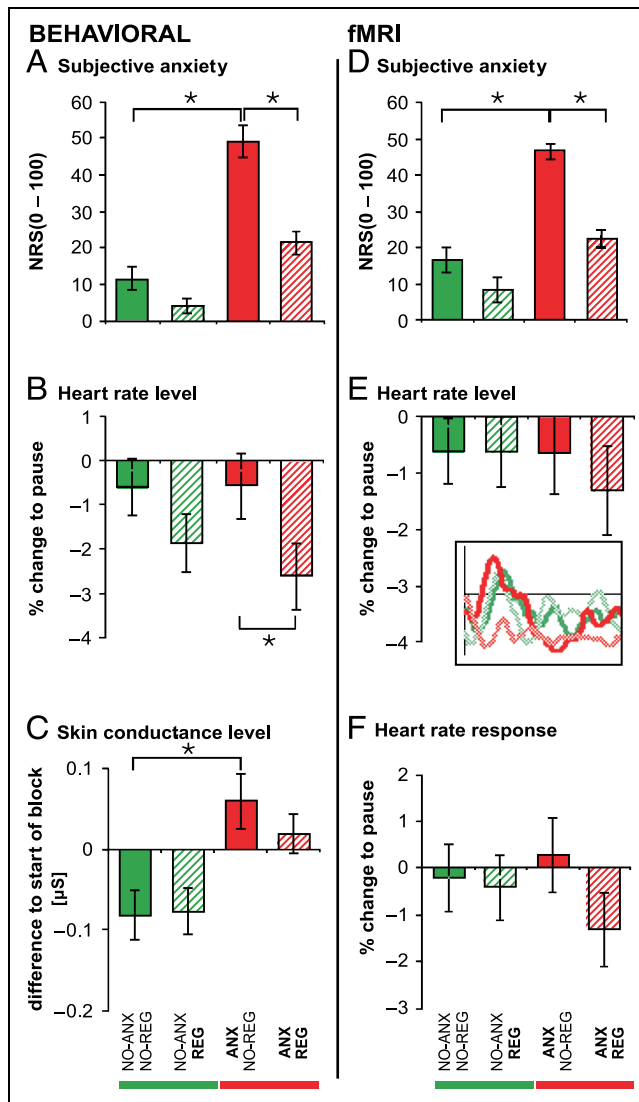 BEHAVIORAL
A Subjective anxiety
NRS(0 – 100)
60
50
40
30
20
10
0
* *
B Heart rate level
% change to pause
1
0
–1
–2
–3
–4
*
C Skin conductance level
difference to start of block
[µS]
0.1
0
–0.1
–0.2
*
NO-ANX
NO-REG
NO-ANX
REG
ANX
NO-REG
ANX
REG
fMRI
D Subjective anxiety
NRS(0 – 100)
60
50
40
30
20
10
0
* *
E Heart rate level
% change to pause
0
–1
–2
–3
–4
F Heart rate response
% change to pause
2
1
0
–1
–2
–3
NO-ANX
NO-REG
NO-ANX
REG
ANX
NO-REG
ANX
REG